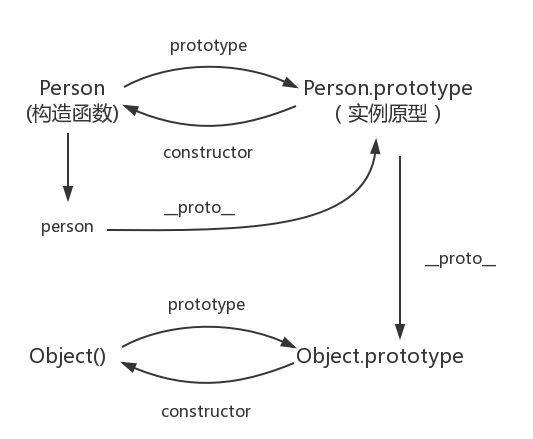 prototype
Person
(构造函数)
Person.prototype
( 实例原型 )
constructor
person
__proto__
__proto__
prototype
Object()
Object.prototype
constructor